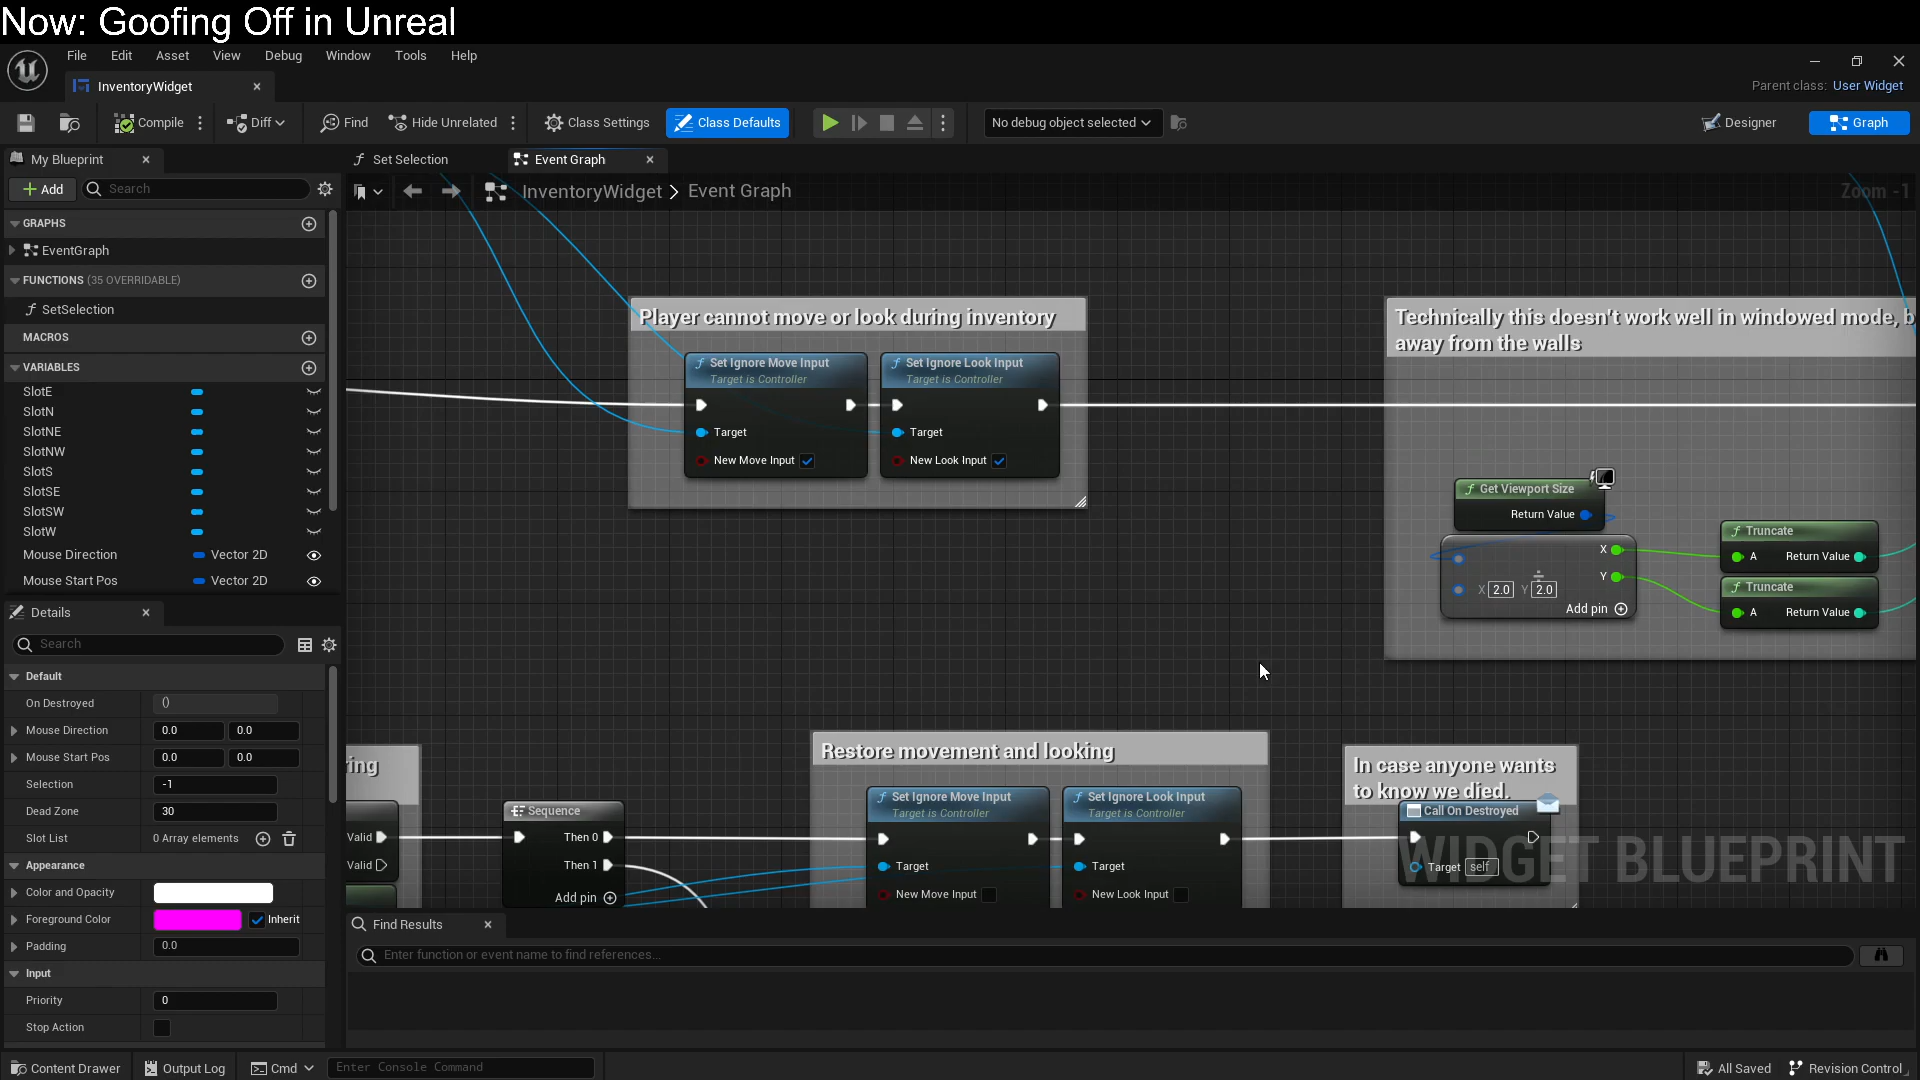 Now: Goofing Off in Unreal
File Edit Asset View Debug Window Tools Help
InventoryWidget
Parent class: User Widget
Compile Diff Find Hide Unrelated Class Settings Class Defaults No debug object selected Designer Graph
My Blueprint Set Selection Event Graph
Add Search InventoryWidget > Event Graph Zoom -1
GRAPHS
EventGraph
FUNCTIONS (35 OVERRIDABLE)
SetSelection
MACROS
VARIABLES
SlotE
SlotN
SlotNE
SlotNW
SlotS
SlotSE
SlotSW
SlotW
Mouse Direction Vector 2D
Mouse Start Pos Vector 2D
Details
Search
Default
On Destroyed ()
Mouse Direction 0.0 0.0
Mouse Start Pos 0.0 0.0
Selection -1
Dead Zone 30
Slot List 0 Array elements
Appearance
Color and Opacity
Foreground Color Inherit
Padding 0.0
Input
Priority 0
Stop Action
Player cannot move or look during inventory
Set Ignore Move Input
Target is Controller
Target
New Move Input
Set Ignore Look Input
Target is Controller
Target
New Look Input
Technically this doesn't work well in windowed mode, b
away from the walls
Get Viewport Size
Return Value
X
Y
X 2.0 Y 2.0
÷
Add pin
Truncate
A Return Value
Truncate
A Return Value
ring
Valid
Valid
Sequence
Then 0
Then 1
Add pin
Restore movement and looking
Set Ignore Move Input
Target is Controller
Target
New Move Input
Set Ignore Look Input
Target is Controller
Target
New Look Input
In case anyone wants
to know we died.
Call On Destroyed
Target self
WIDGET BLUEPRINT
Find Results
Enter function or event name to find references...
Content Drawer Output Log Cmd Enter Console Command All Saved Revision Control